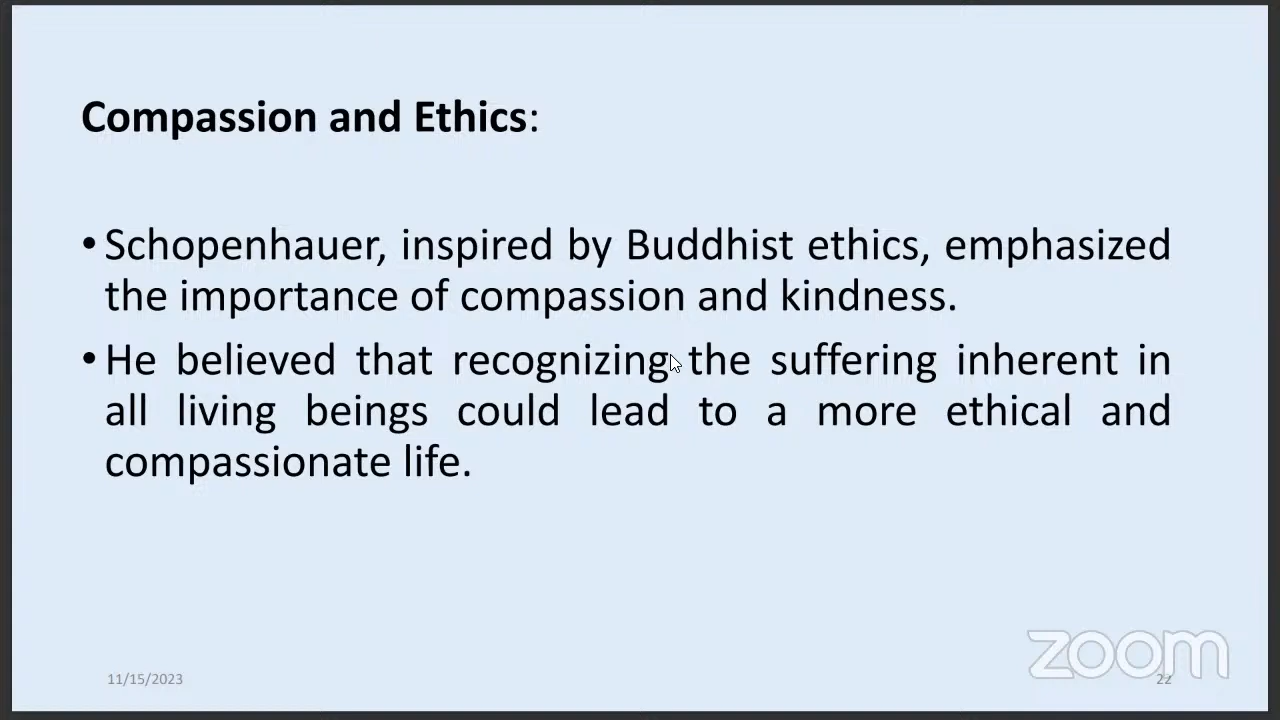 Compassion and Ethics:
• Schopenhauer, inspired by Buddhist ethics, emphasized
the importance of compassion and kindness.
• He believed that recognizing the suffering inherent in
all living beings could lead to a more ethical and
compassionate life.
zoom
11/15/2023
22